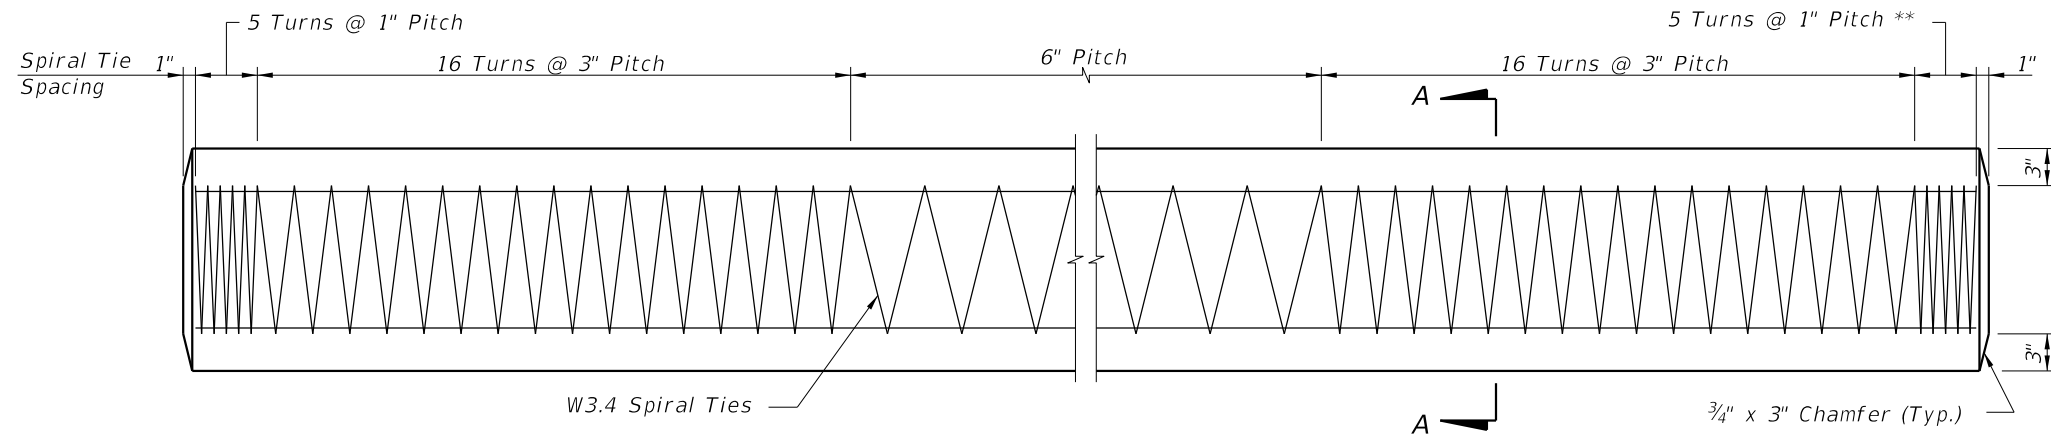 5 Turns @ 1" Pitch
5 Turns @ 1" Pitch **
Spiral Tie
Spacing
1"
16 Turns @ 3" Pitch
6" Pitch
16 Turns @ 3" Pitch
1"
A
3"
3"
W3.4 Spiral Ties
A
¾" x 3" Chamfer (Typ.)